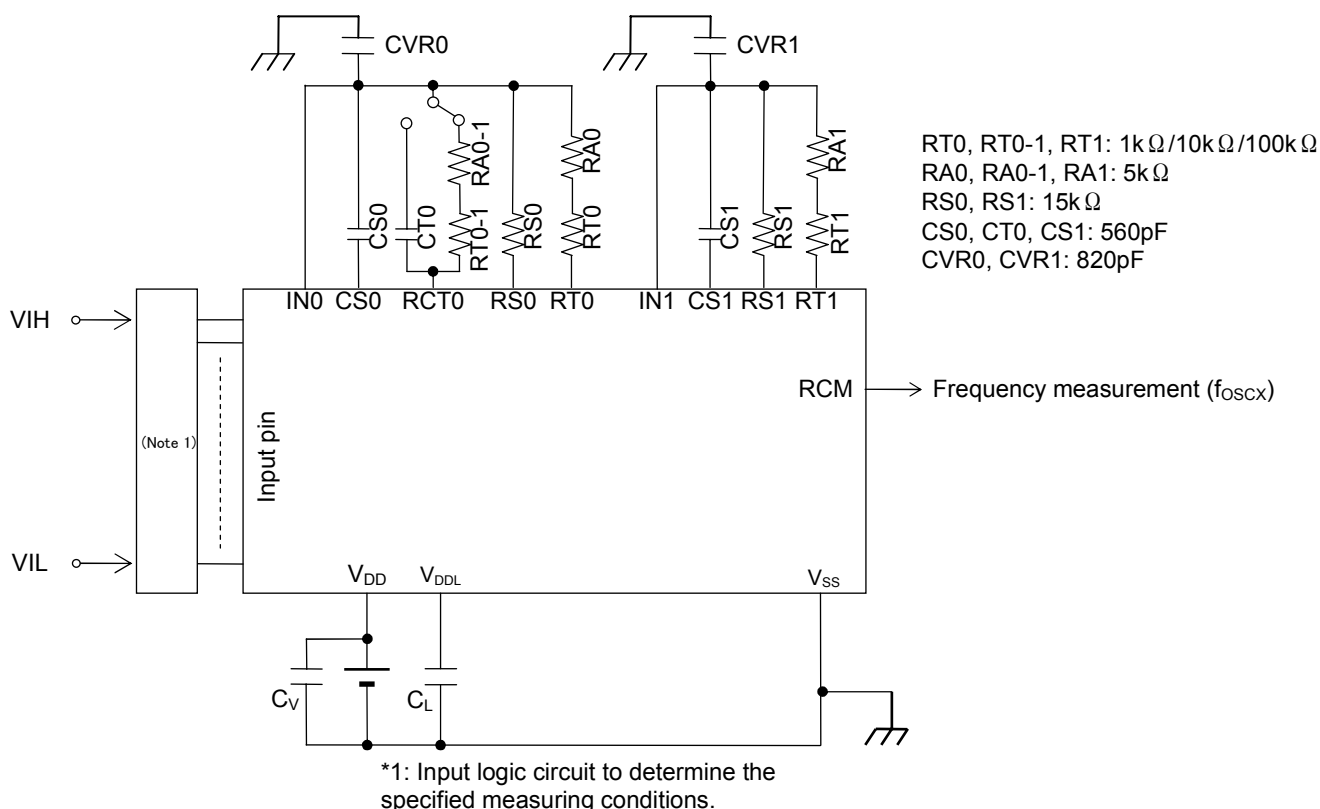 CVR0
CVR1
CS0
CT0
RA0-1
RT0-1
RS0
RA0
RT0
CS1
RS1
RA1
RT1
RT0, RT0-1, RT1: 1kΩ/10kΩ/100kΩ
RA0, RA0-1, RA1: 5kΩ
RS0, RS1: 15kΩ
CS0, CT0, CS1: 560pF
CVR0, CVR1: 820pF
IN0 CS0 RCT0 RS0 RT0 IN1 CS1 RS1 RT1
VIH
(Note 1)
Input pin
RCM
Frequency measurement (fOSCX)
VIL
VDD
VDDL
VSS
CV
CL
*1: Input logic circuit to determine the
specified measuring conditions.